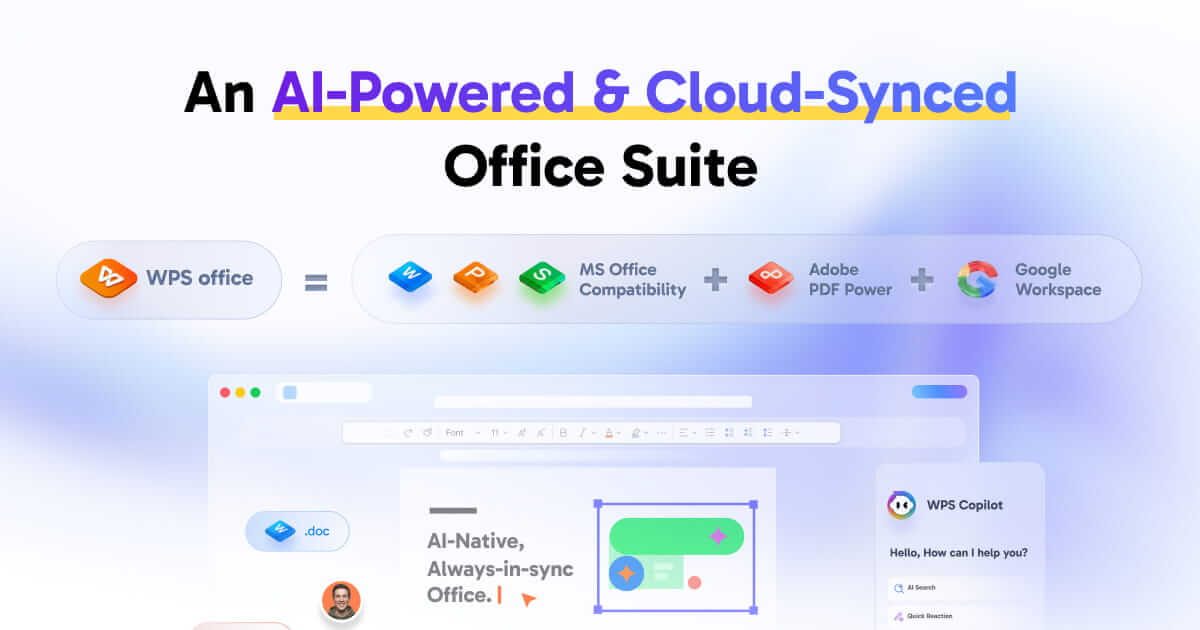 An AI-Powered & Cloud-Synced
Office Suite
WPS office
=
W
P
S
MS Office
Compatibility
+
Adobe
PDF Power
+
G
Google
Workspace
Font
11
B
I
A
W
.doc
AI-Native,
Always-in-sync
Office.
WPS Copilot
Hello, How can I help you?
AI Search
Quick Reaction